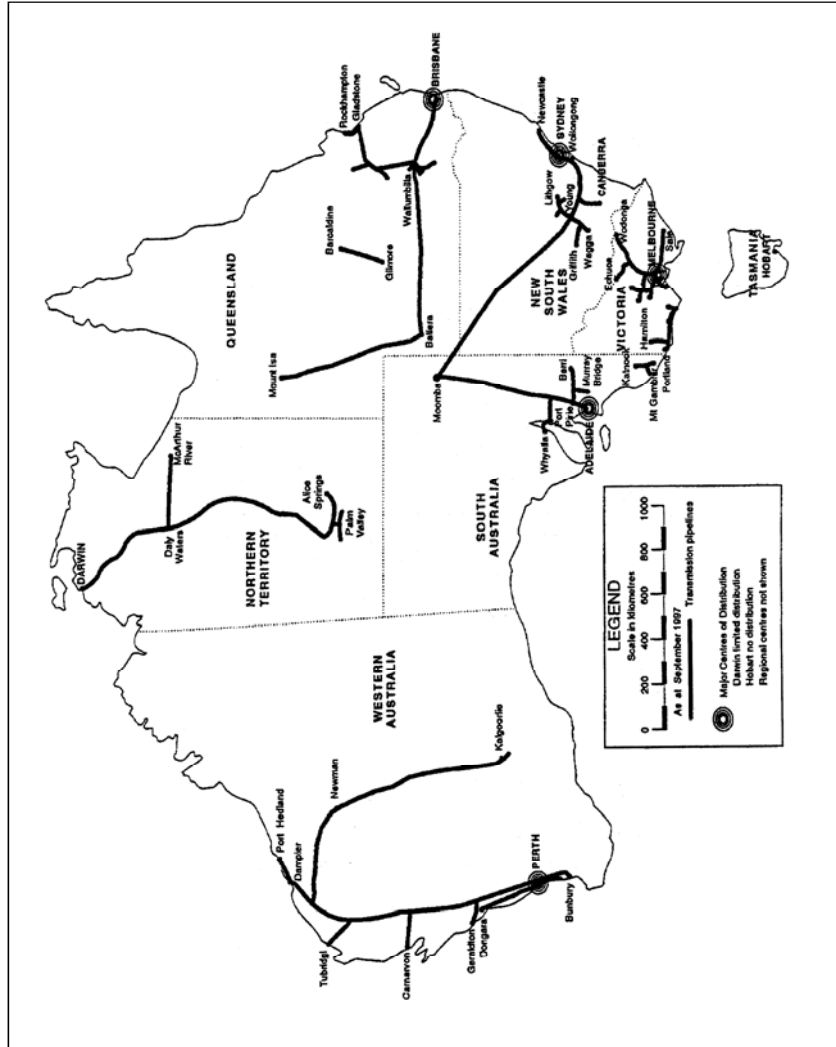 DARWIN
Daly
Waters
McArthur
River
NORTHERN
TERRITORY
Alice
Springs
Palm
Valley
QUEENSLAND
Mount Isa
Barcaldine
Gilmore
Rockhampton
Gladstone
Wallumbilla
BRISBANE
Ballera
WESTERN
AUSTRALIA
Port Hedland
Dampier
Tubridgi
Newman
Carnarvon
Geraldton
Dongara
Kalgoorlie
PERTH
Bunbury
SOUTH
AUSTRALIA
Moomba
Whyalla
Port
Pirie
Berri
Murray
Bridge
ADELAIDE
NEW
SOUTH
WALES
Newcastle
SYDNEY
Wollongong
Lithgow
Young
CANBERRA
Griffith
Wagga
VICTORIA
Wodonga
Echuca
MELBOURNE
Sale
Hamilton
Katnook
Mt Gambier
Portland
TASMANIA
HOBART
LEGEND
Scale in kilometres
0 200 400 600 800 1000
As at September 1997 Transmission pipelines
Major Centres of Distribution
Darwin limited distribution
Hobart no distribution
Regional centres not shown